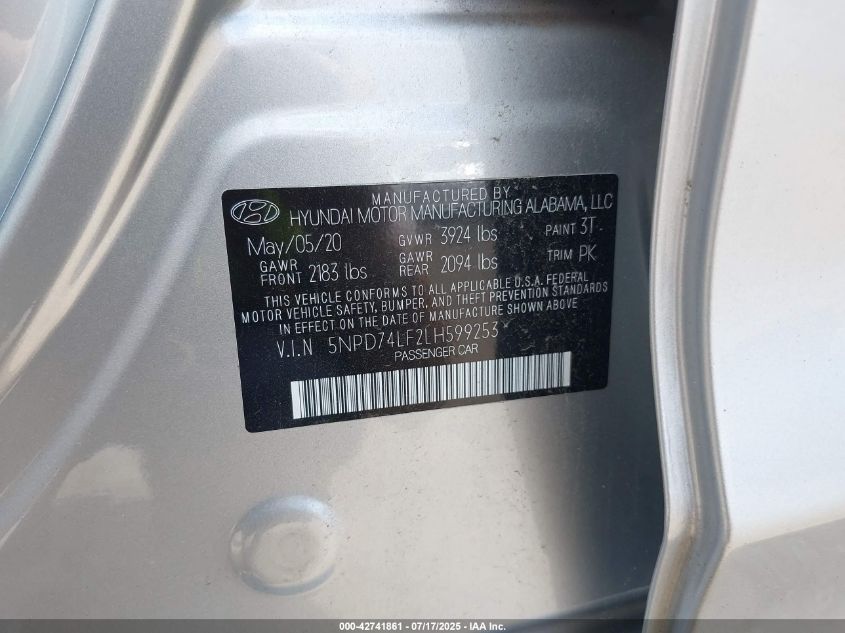 MANUFACTURED BY
HYUNDAI MOTOR MANUFACTURING ALABAMA, LLC
May/05/20 GVWR 3924 lbs PAINT 3T
GAWR FRONT 2183 lbs GAWR REAR 2094 lbs TRIM PK
THIS VEHICLE CONFORMS TO ALL APPLICABLE U.S.A. FEDERAL
MOTOR VEHICLE SAFETY, BUMPER, AND THEFT PREVENTION STANDARDS
IN EFFECT ON THE DATE OF MANUFACTURE SHOWN ABOVE
V.I.N 5NPD74LF2LH599253
PASSENGER CAR
000-42741861 - 07/17/2025 - IAA Inc.